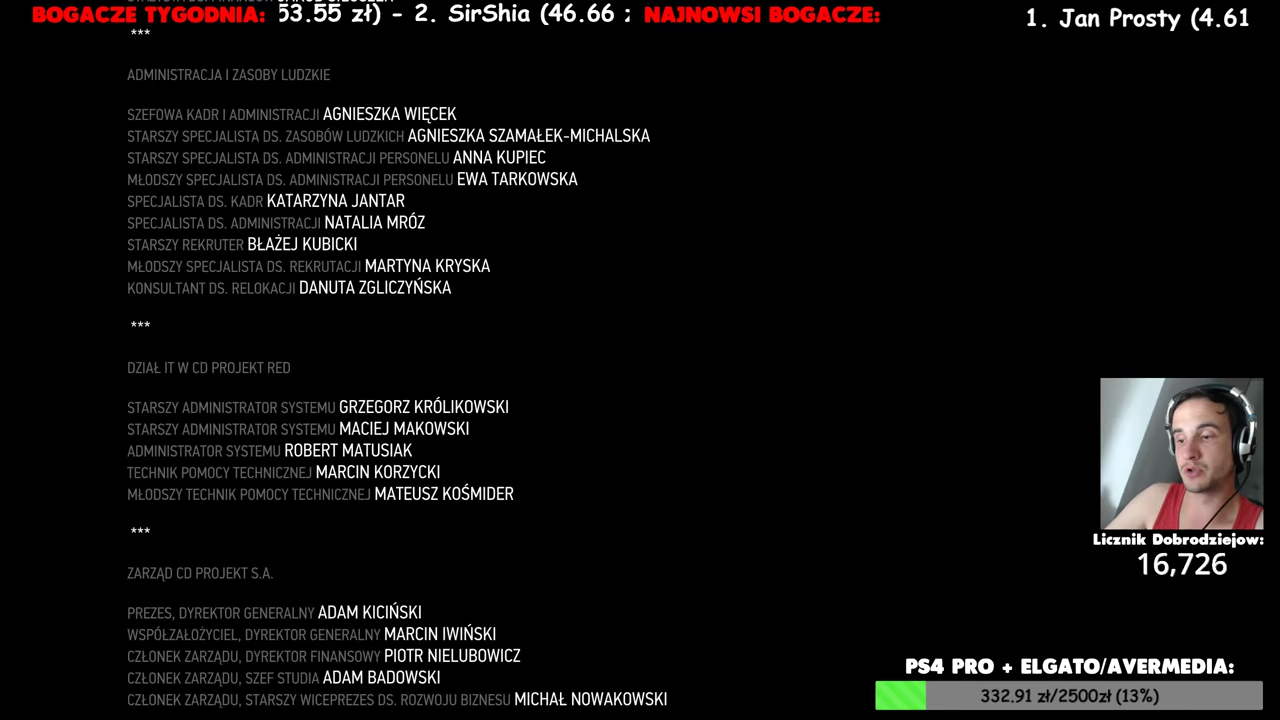 BOGACZE TYGODNIA: 53.55 zł) - 2. SirShia (46.66 NAJNOWSI BOGACZE: 1. Jan Prosty (4.61
***
ADMINISTRACJA I ZASOBY LUDZKIE
SZEFOWA KADR I ADMINISTRACJI AGNIESZKA WIĘCEK
STARSZY SPECJALISTA DS. ZASOBÓW LUDZKICH AGNIESZKA SZAMAŁEK-MICHALSKA
STARSZY SPECJALISTA DS. ADMINISTRACJI PERSONELU ANNA KUPIEC
MŁODSZY SPECJALISTA DS. ADMINISTRACJI PERSONELU EWA TARKOWSKA
SPECJALISTA DS. KADR KATARZYNA JANTAR
SPECJALISTA DS. ADMINISTRACJI NATALIA MRÓZ
STARSZY REKRUTER BŁAŻEJ KUBICKI
MŁODSZY SPECJALISTA DS. REKRUTACJI MARTYNA KRYSKA
KONSULTANT DS. RELOKACJI DANUTA ZGLICZYŃSKA
***
DZIAŁ IT W CD PROJEKT RED
STARSZY ADMINISTRATOR SYSTEMU GRZEGORZ KRÓLIKOWSKI
STARSZY ADMINISTRATOR SYSTEMU MACIEJ MAKOWSKI
ADMINISTRATOR SYSTEMU ROBERT MATUSIAK
TECHNIK POMOCY TECHNICZNEJ MARCIN KORZYCKI
MŁODSZY TECHNIK POMOCY TECHNICZNEJ MATEUSZ KOŚMIDER
***
ZARZĄD CD PROJEKT S.A.
PREZES, DYREKTOR GENERALNY ADAM KICIŃSKI
WSPÓŁZAŁOŻYCIEL, DYREKTOR GENERALNY MARCIN IWIŃSKI
CZŁONEK ZARZĄDU, DYREKTOR FINANSOWY PIOTR NIELUBOWICZ
CZŁONEK ZARZĄDU, SZEF STUDIA ADAM BADOWSKI
CZŁONEK ZARZĄDU, STARSZY WICEPREZES DS. ROZWOJU BIZNESU MICHAŁ NOWAKOWSKI
Licznik Dobrodziejow:
16,726
PS4 PRO + ELGATO/AVERMEDIA:
332.91 zł/2500zł (13%)